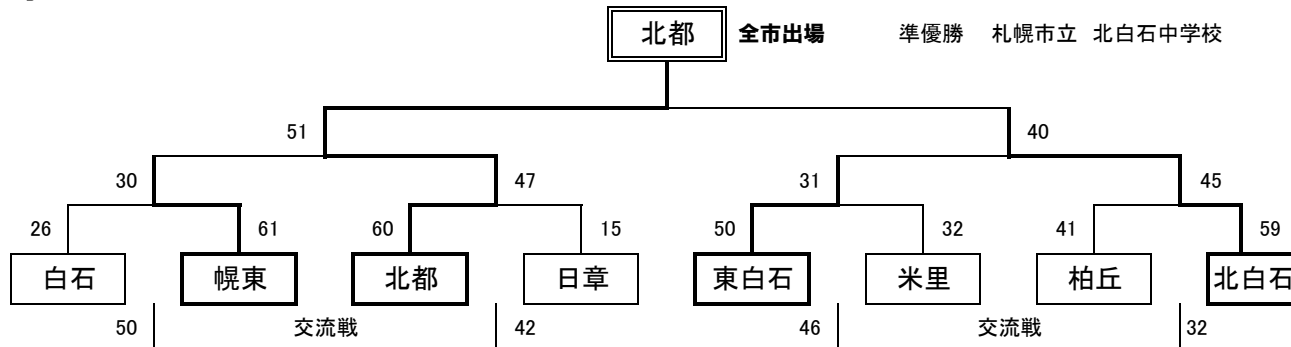 北都 全市出場 準優勝 札幌市立 北白石中学校
51 40
30 47 31 45
26 61 60 15 50 32 41 59
白石 幌東 北都 日章 東白石 米里 柏丘 北白石
50 交流戦 42 46 交流戦 32